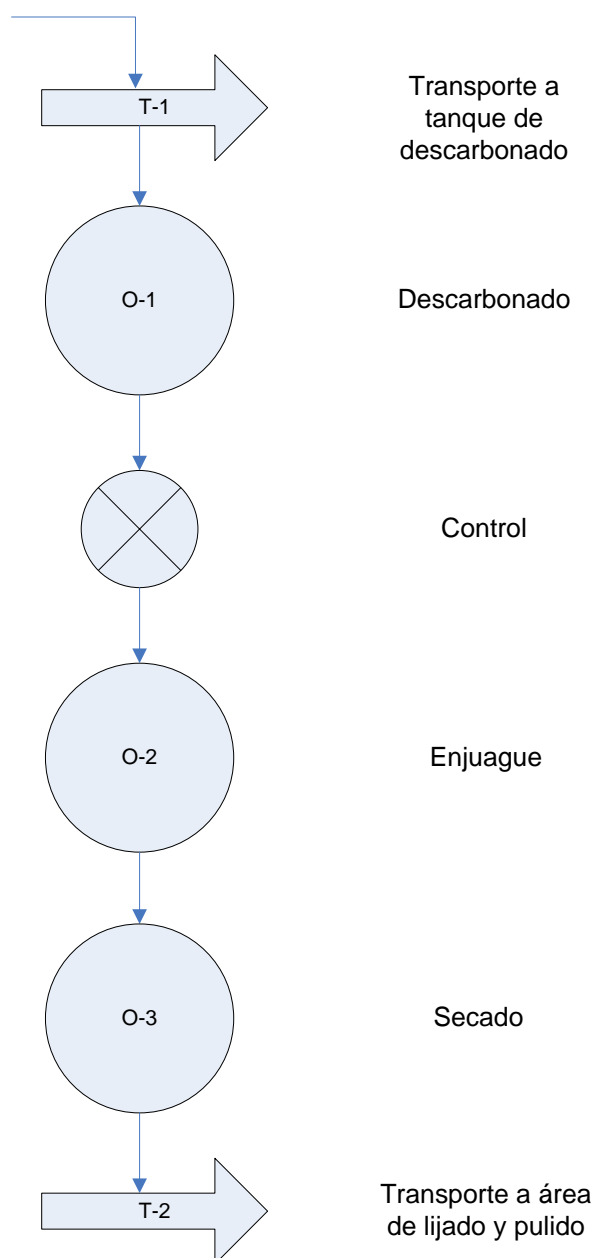 T-1
Transporte a
tanque de
descarbonado
O-1
Descarbonado
Control
O-2
Enjuague
O-3
Secado
T-2
Transporte a área
de lijado y pulido